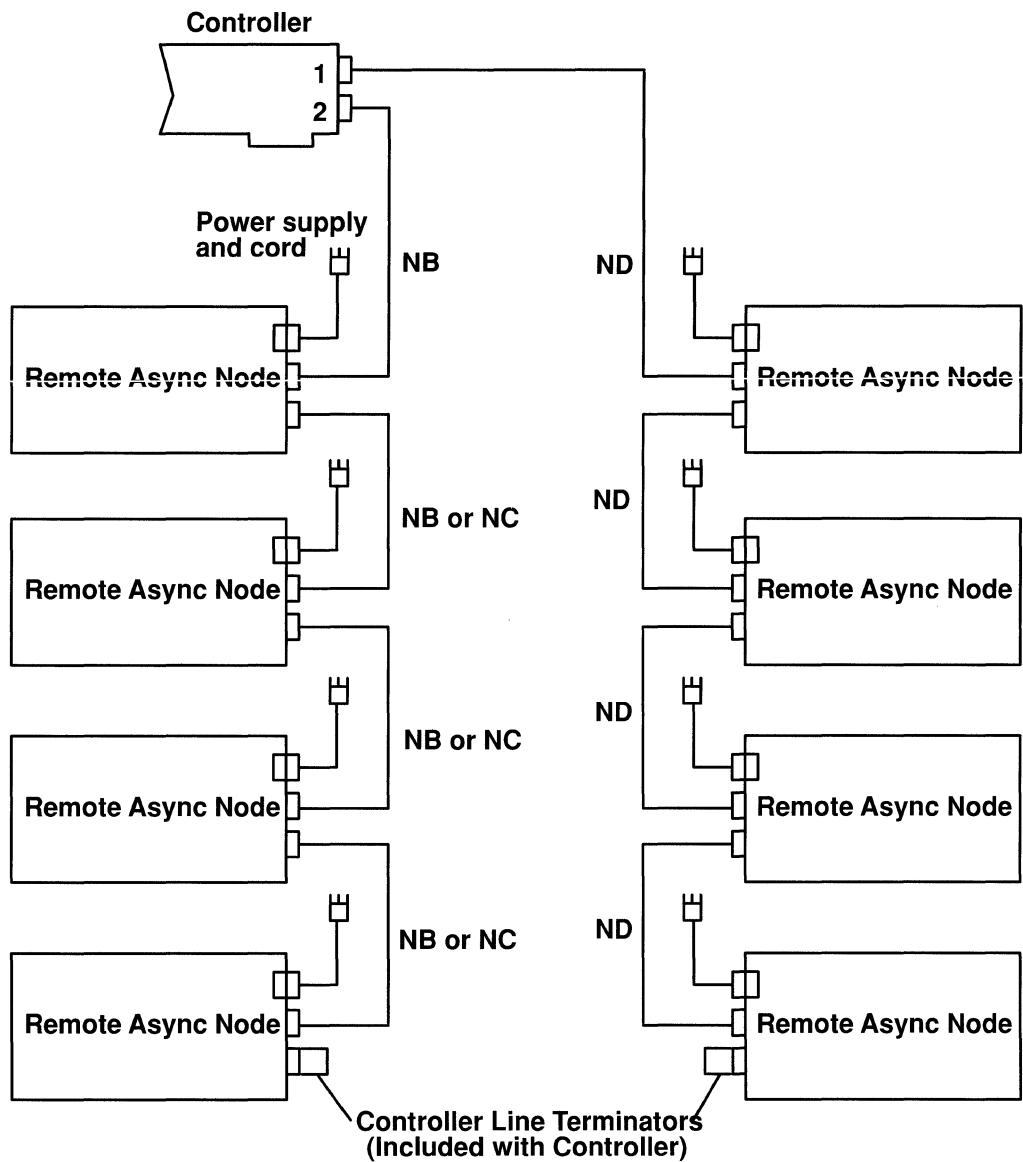 Controller
1
2
Power supply
and cord
NB
ND
Remote Async Node
Remote Async Node
NB or NC
ND
Remote Async Node
Remote Async Node
NB or NC
ND
Remote Async Node
Remote Async Node
NB or NC
ND
Remote Async Node
Remote Async Node
Controller Line Terminators
(Included with Controller)